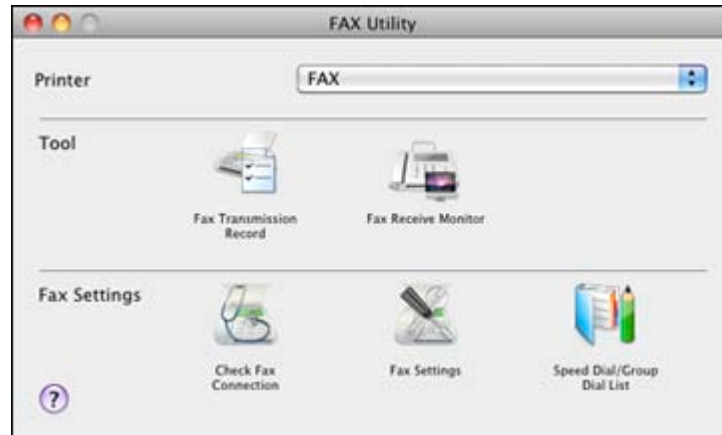 FAX Utility
Printer
FAX
Tool
Fax Transmission
Record
Fax Receive Monitor
Fax Settings
Check Fax
Connection
Fax Settings
Speed Dial/Group
Dial List
?